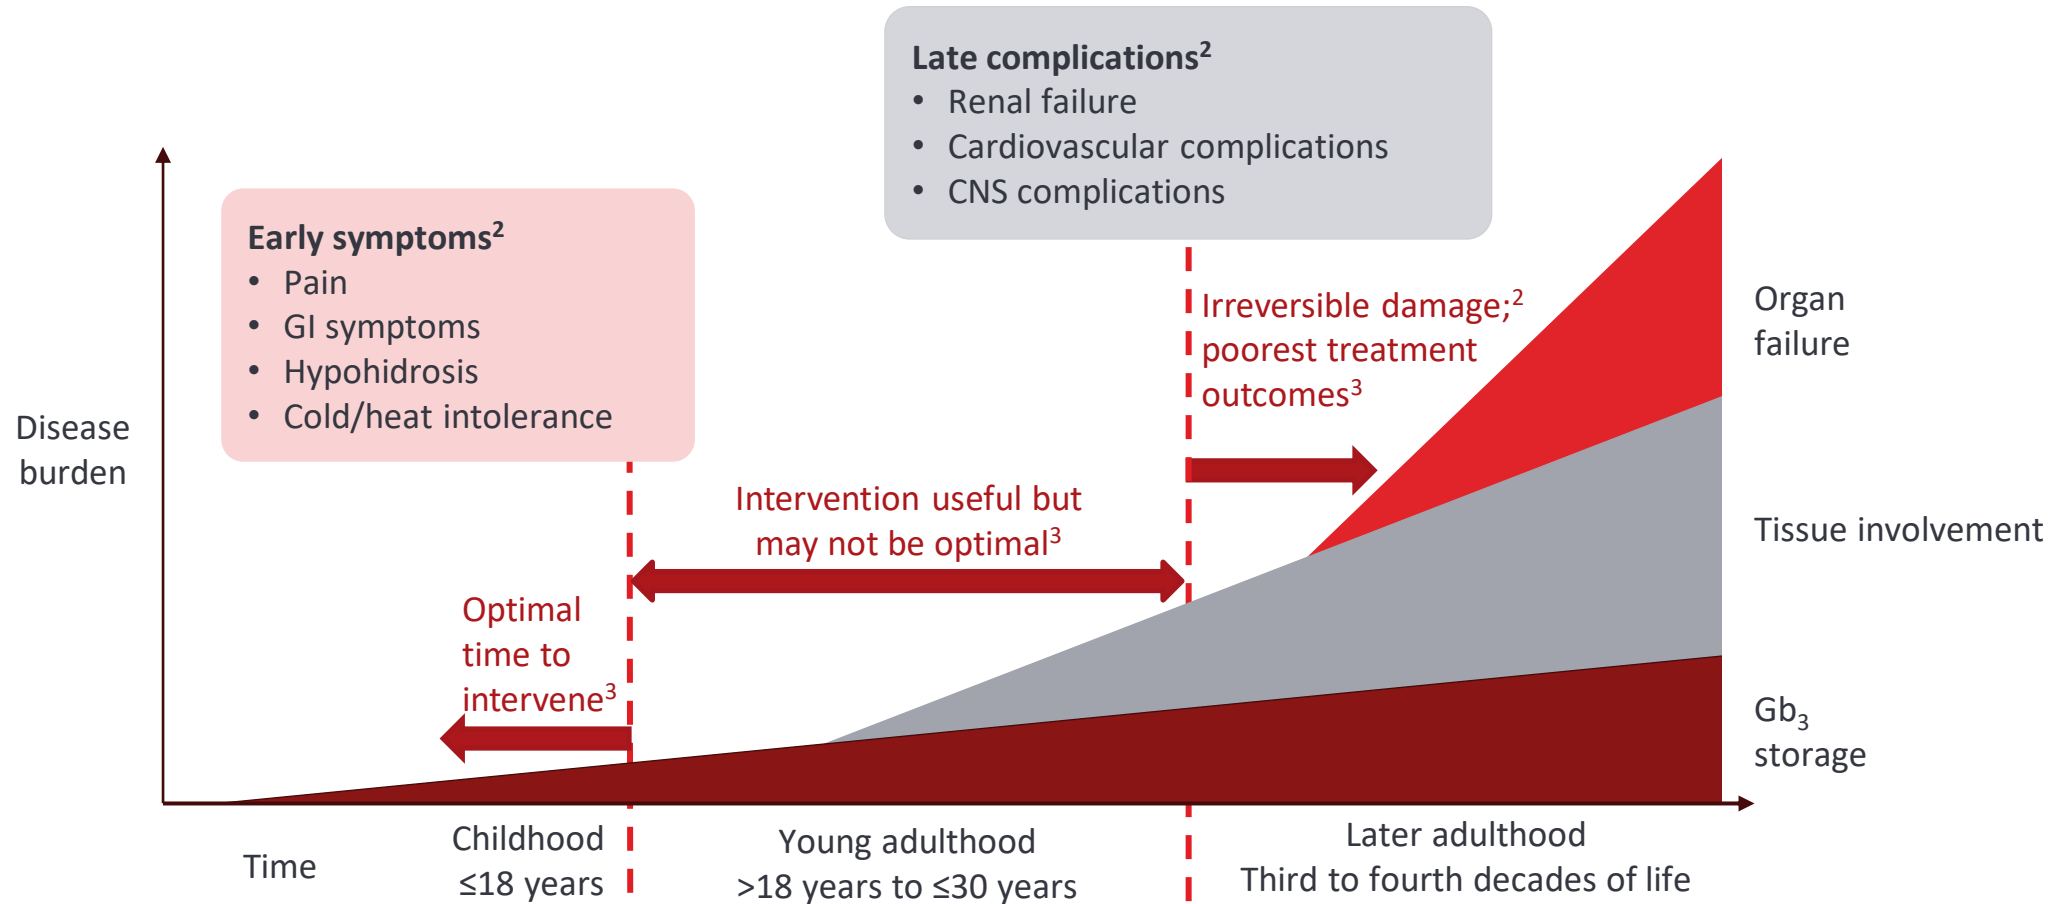 Late complications²
• Renal failure
• Cardiovascular complications
• CNS complications
Early symptoms²
• Pain
• GI symptoms
• Hypohidrosis
• Cold/heat intolerance
Disease
burden
Irreversible damage;²
poorest treatment
outcomes³
Intervention useful but
may not be optimal³
Optimal
time to
intervene³
Organ
failure
Tissue involvement
Gb₃
storage
Time
Childhood
≤18 years
Young adulthood
>18 years to ≤30 years
Later adulthood
Third to fourth decades of life